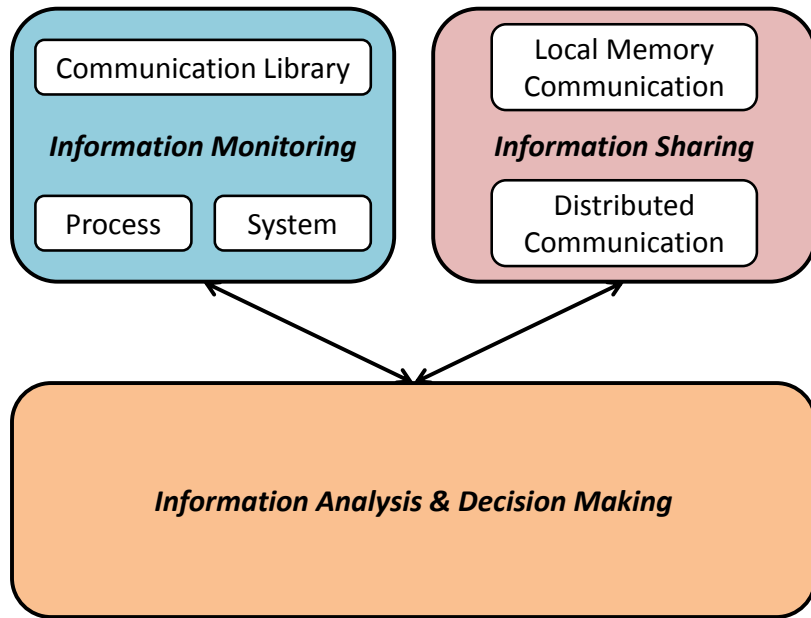 Communication Library
Information Monitoring
Process
System
Local Memory
Communication
Information Sharing
Distributed
Communication
Information Analysis & Decision Making